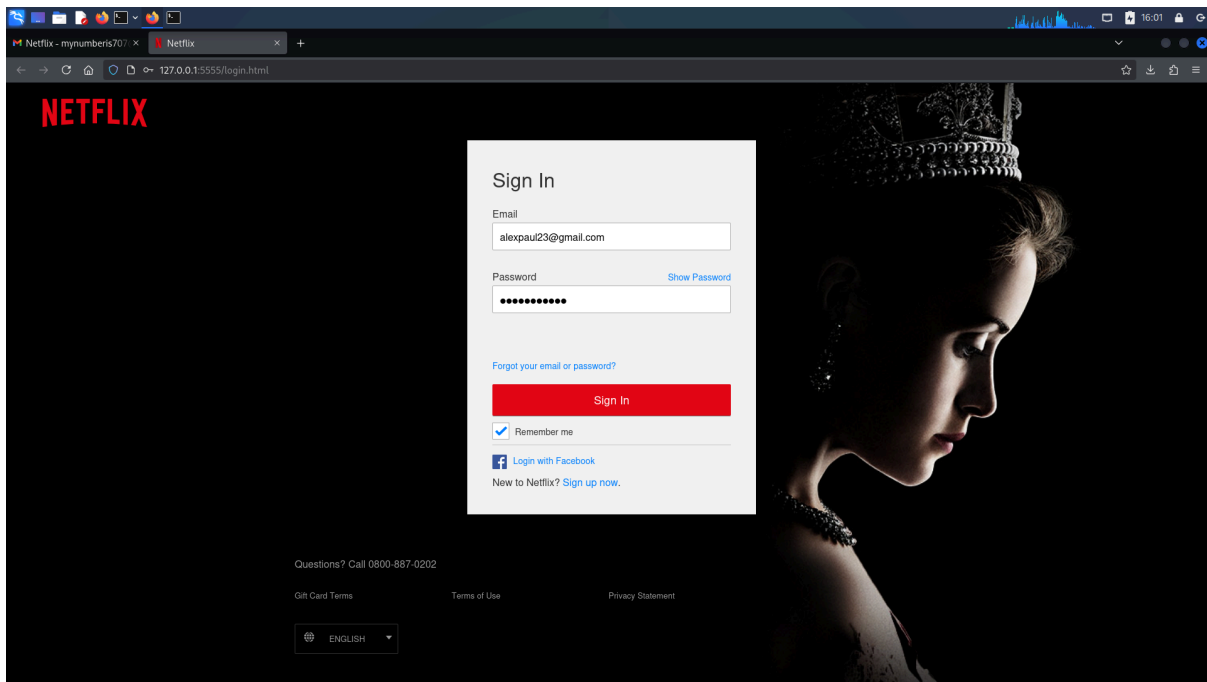 16:01
Netflix - mynumberis707
Netflix
127.0.0.1:5555/login.html
NETFLIX
Sign In
Email
alexpaul23@gmail.com
Password
Show Password
Forgot your email or password?
Sign In
Remember me
Login with Facebook
New to Netflix? Sign up now.
Questions? Call 0800-887-0202
Gift Card Terms
Terms of Use
Privacy Statement
ENGLISH